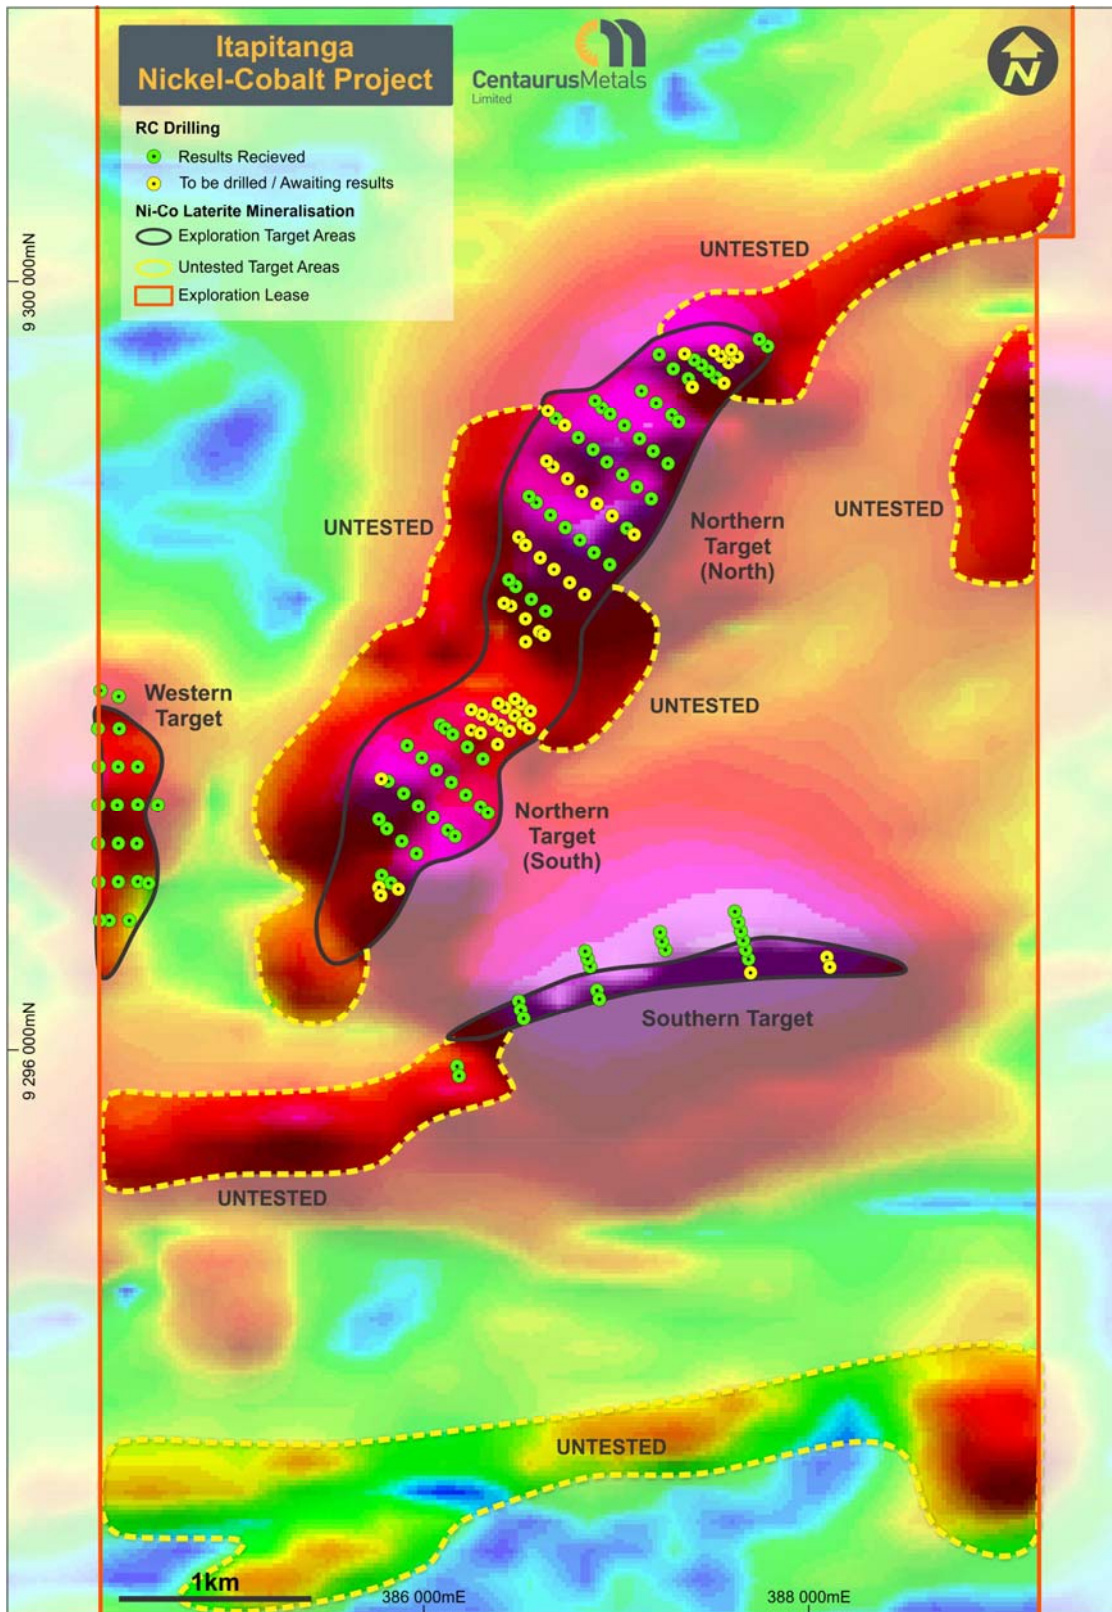 Itapitanga
Nickel-Cobalt Project
CentaurusMetals
Limited
N
RC Drilling
Results Recieved
To be drilled / Awaiting results
Ni-Co Laterite Mineralisation
Exploration Target Areas
Untested Target Areas
Exploration Lease
9 300 000mN
UNTESTED
UNTESTED
UNTESTED
Northern
Target
(North)
Western
Target
UNTESTED
Northern
Target
(South)
Southern Target
9 296 000mN
UNTESTED
UNTESTED
1km
386 000mE
388 000mE